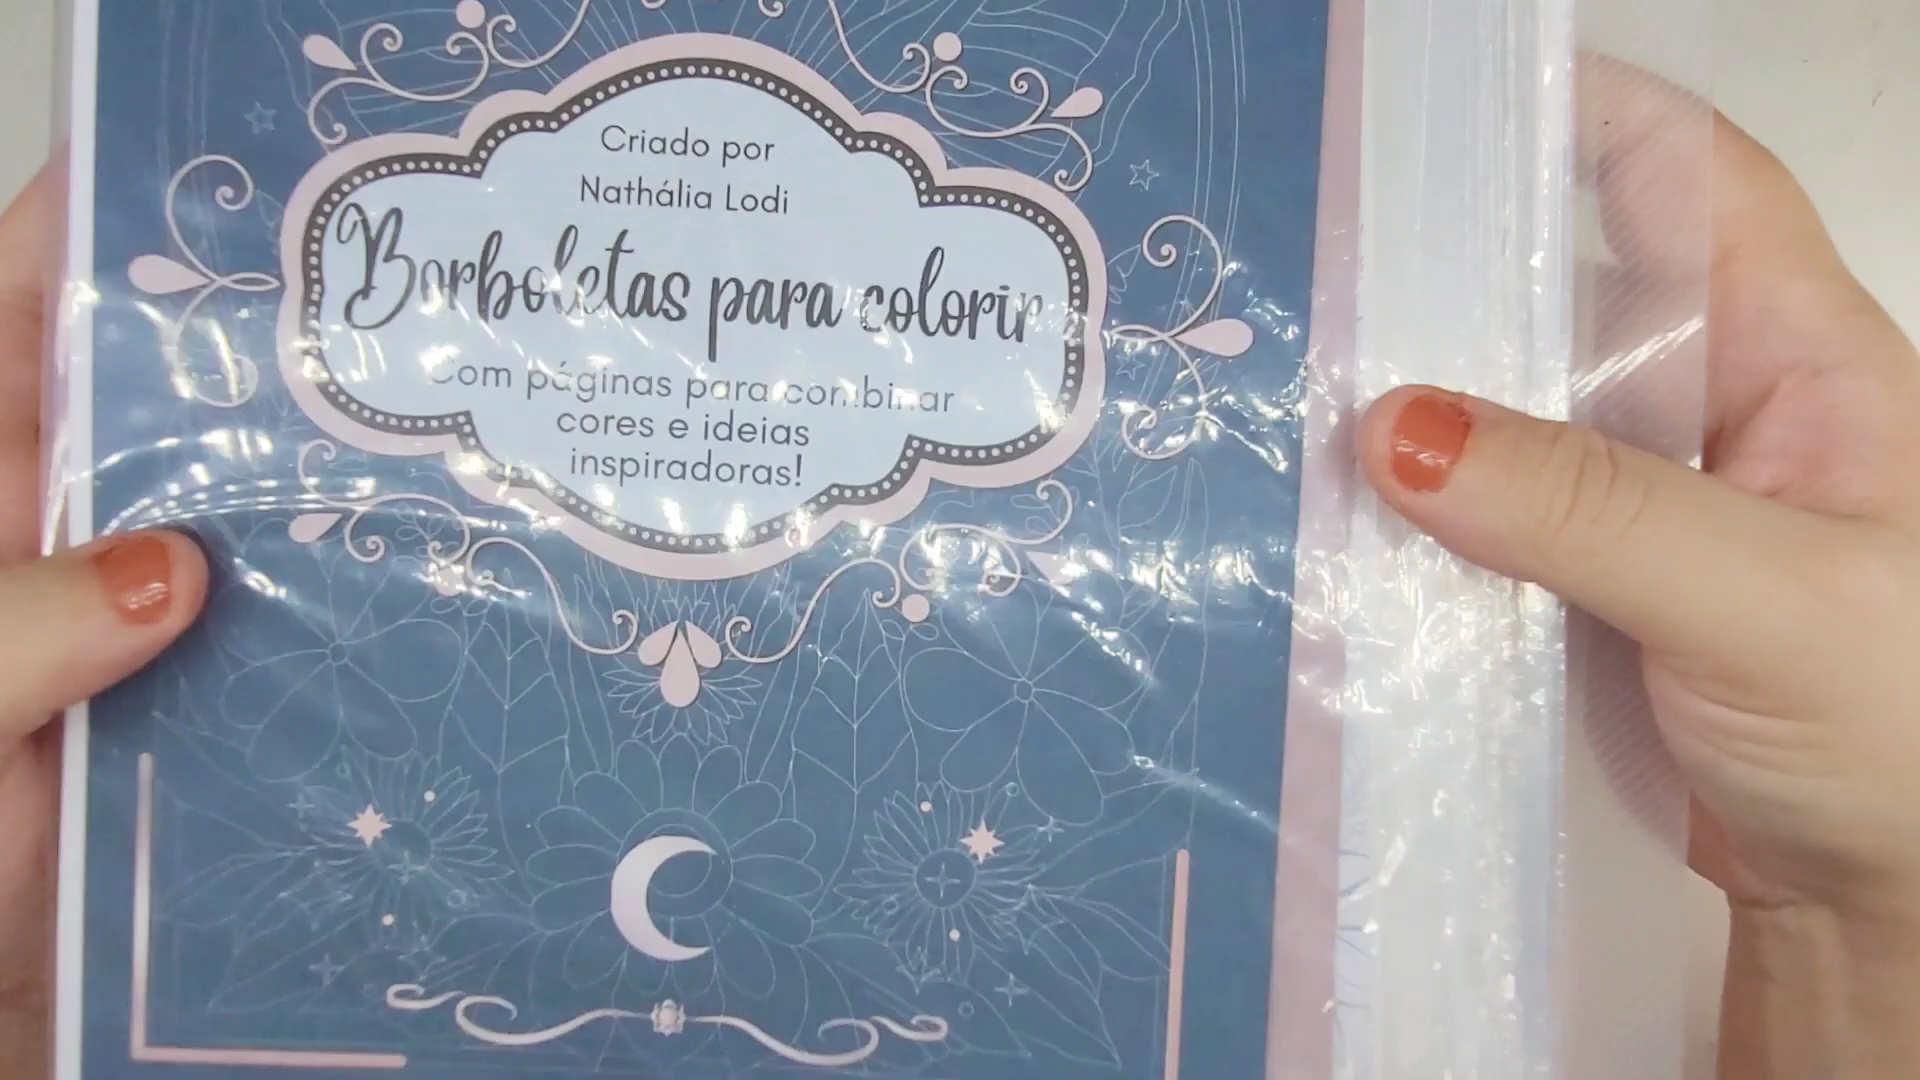 Criado por
Nathália Lodi
Borboletas para colorir
Com páginas para combinar
cores e ideias
inspiradoras!